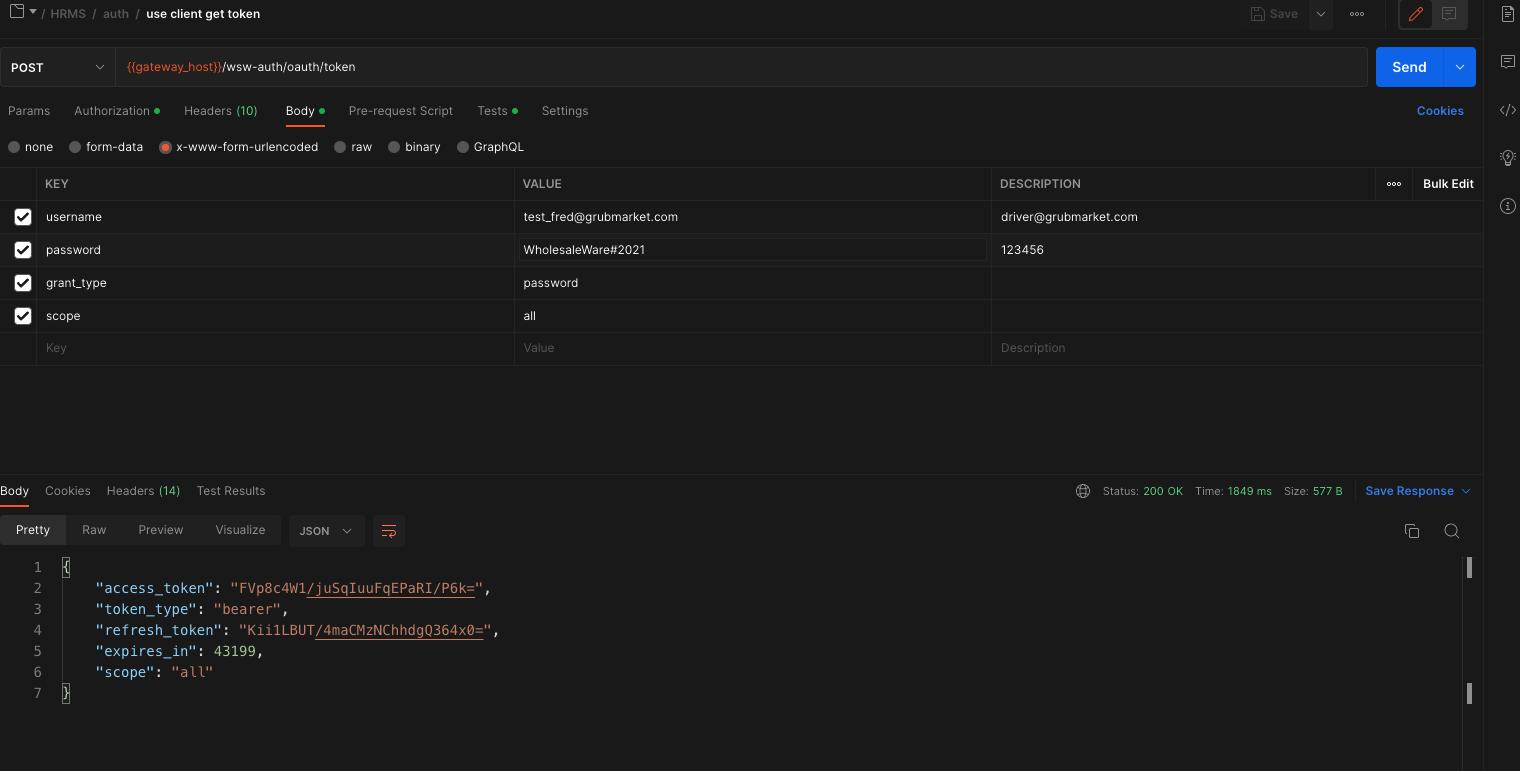 / HRMS / auth / use client get token
Save
POST {{gateway_host}}/wsw-auth/oauth/token Send
Params Authorization Headers (10) Body Pre-request Script Tests Settings Cookies
none form-data x-www-form-urlencoded raw binary GraphQL
KEY VALUE DESCRIPTION Bulk Edit
username test_fred@grubmarket.com driver@grubmarket.com
password WholesaleWare#2021 123456
grant_type password
scope all
Key Value Description
Body Cookies Headers (14) Test Results Status: 200 OK Time: 1849 ms Size: 577 B Save Response
Pretty Raw Preview Visualize JSON
1 {
2 "access_token": "FVp8c4W1/juSqIuuFqEPaRI/P6k=",
3 "token_type": "bearer",
4 "refresh_token": "Kii1LBUT/4maCMzNChhdgQ364x0=",
5 "expires_in": 43199,
6 "scope": "all"
7 }